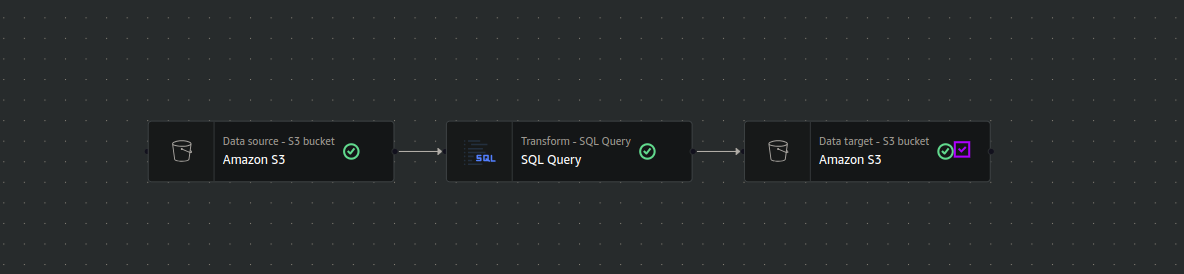 Data source - S3 bucket
Amazon S3
SQL
Transform - SQL Query
SQL Query
Data target - S3 bucket
Amazon S3